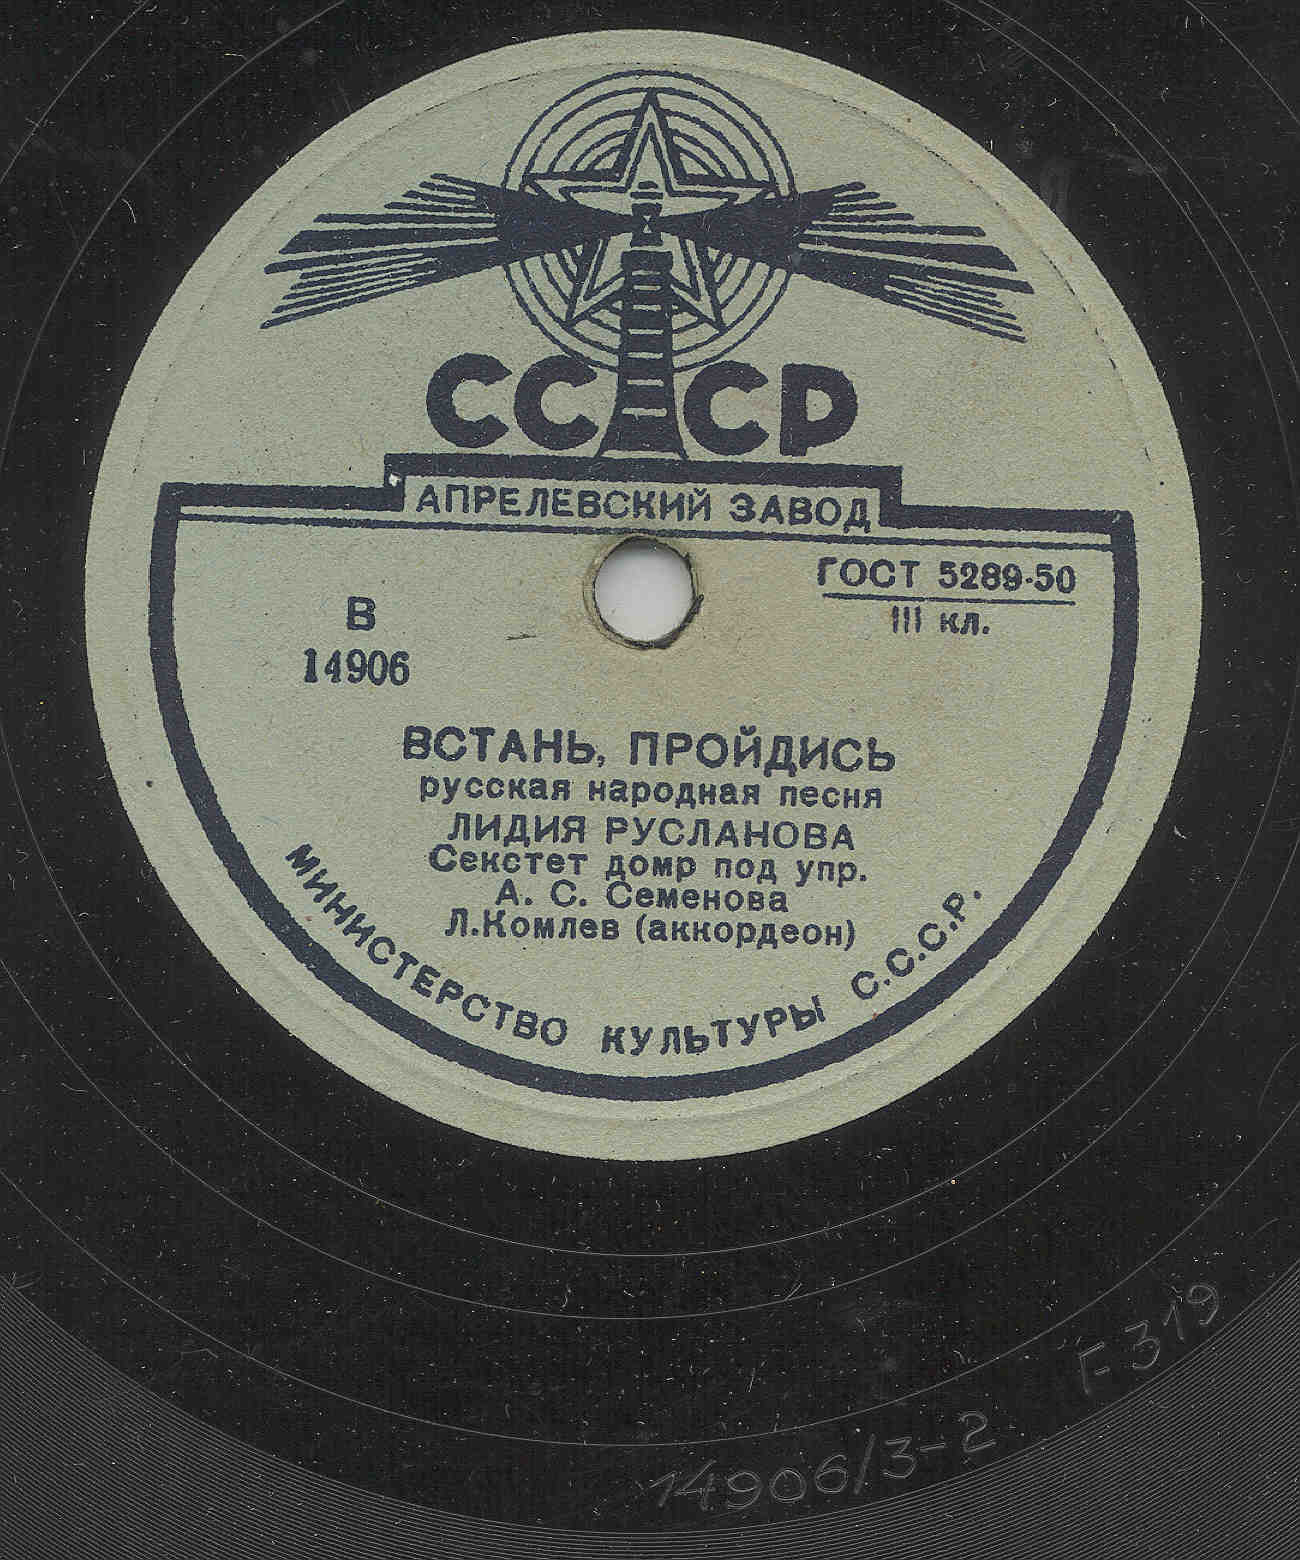 СССР
АПРЕЛЕВСКИЙ ЗАВОД
ГОСТ 5289-50
III кл.
В
14906
ВСТАНЬ, ПРОЙДИСЬ
русская народная песня
ЛИДИЯ РУСЛАНОВА
Секстет домр под упр.
А. С. Семенова
Л.Комлев (аккордеон)
МИНИСТЕРСТВО КУЛЬТУРЫ С.С.С.Р.
14906/3-2
Г-319